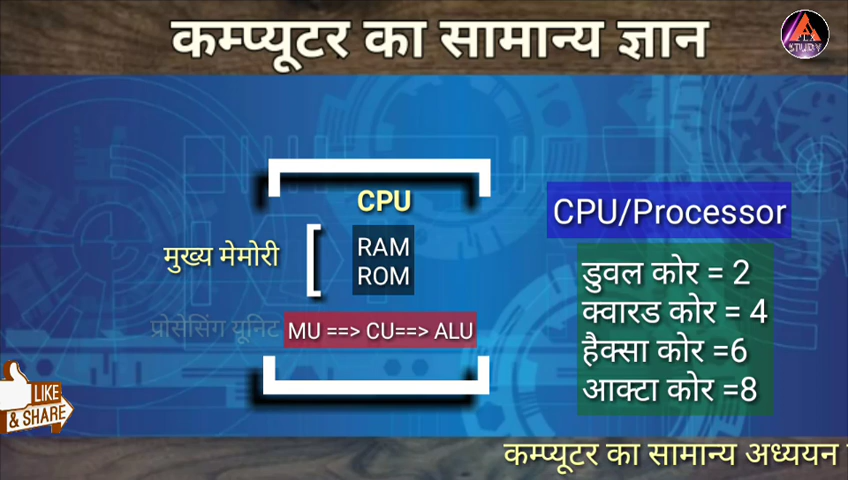 कम्प्यूटर का सामान्य ज्ञान
STUDY
CPU
मुख्य मेमोरी
RAM
ROM
प्रोसेसिंग यूनिट
MU ==> CU==> ALU
CPU/Processor
डुवल कोर = 2
क्वारड कोर = 4
हैक्सा कोर =6
आक्टा कोर =8
LIKE
& SHARE
कम्प्यूटर का सामान्य अध्ययन